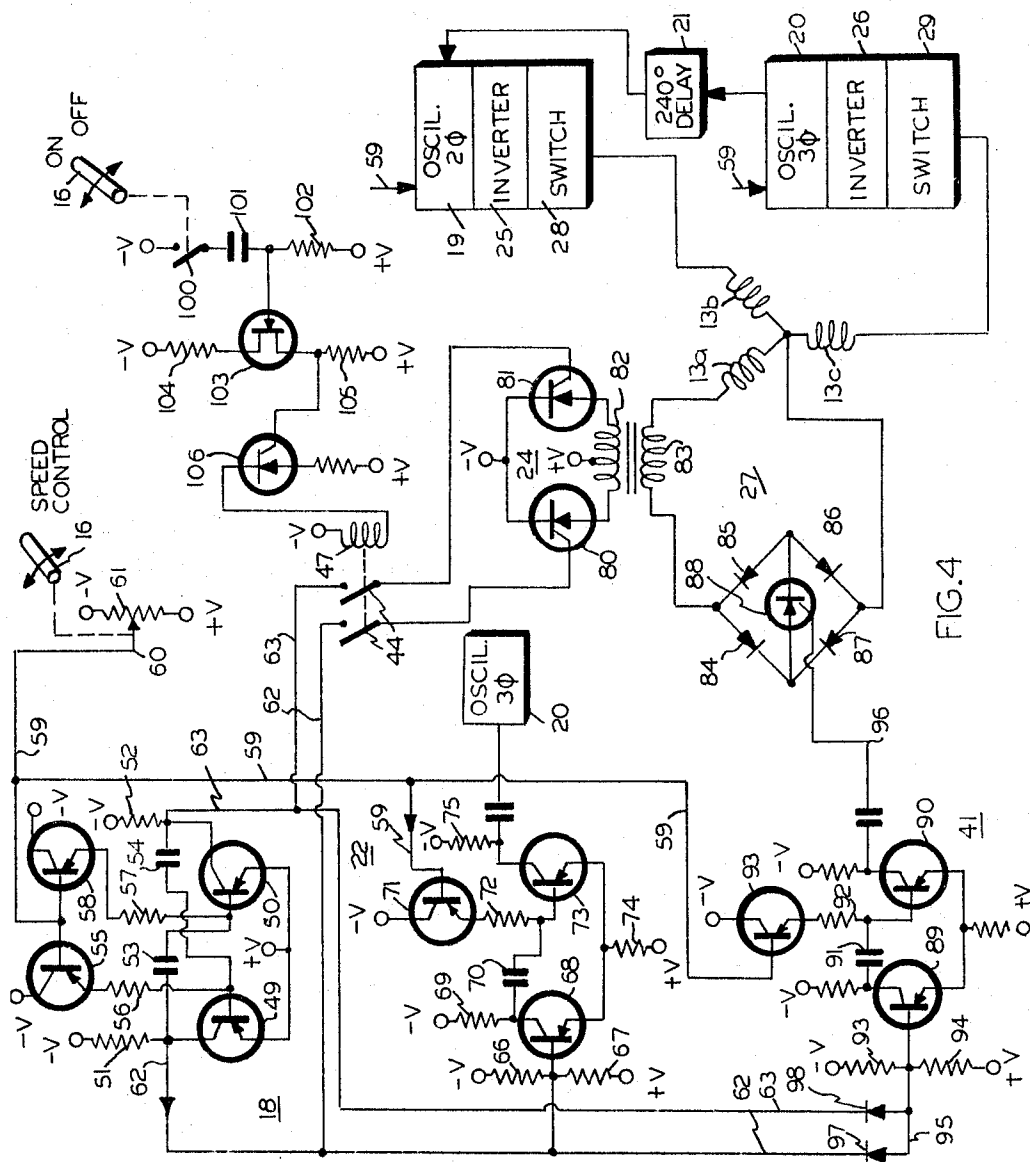 SPEED
CONTROL
16
ON OFF
16
-V
61
60
+V
59
-V
55
58
-V
59
-V
52
63
51
56
53
57
54
62
49
+V
50
18
62
63
44
47
-V
106
+V
-V
104
103
105
+V
-V
100
101
102
+V
59
22
-V
71
-V
75
72
-V
69
70
-V
66
68
73
67
+V
74
+V
OSCIL.
3Φ
20
-V
80
81
24
+V
82
83
13a
13b
13c
59
OSCIL.
2Φ
INVERTER
SWITCH
19
25
28
240°
DELAY
21
59
OSCIL.
3Φ
INVERTER
SWITCH
20
26
29
27
88
85
84
86
87
96
59
-V
93
-V
92
-V
91
-V
93
89
90
41
94
+V
+V
62
63
97
98
95
FIG.4